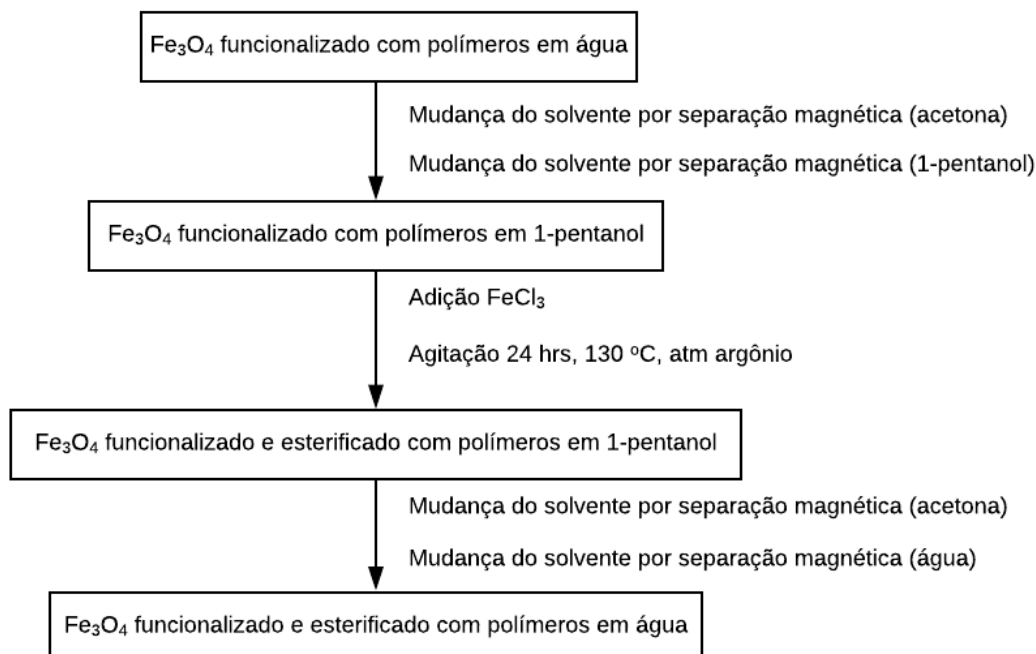 Fe₃O₄ funcionalizado com polímeros em água
Mudança do solvente por separação magnética (acetona)
Mudança do solvente por separação magnética (1-pentanol)
Fe₃O₄ funcionalizado com polímeros em 1-pentanol
Adição FeCl₃
Agitação 24 hrs, 130 ºC, atm argônio
Fe₃O₄ funcionalizado e esterificado com polímeros em 1-pentanol
Mudança do solvente por separação magnética (acetona)
Mudança do solvente por separação magnética (água)
Fe₃O₄ funcionalizado e esterificado com polímeros em água